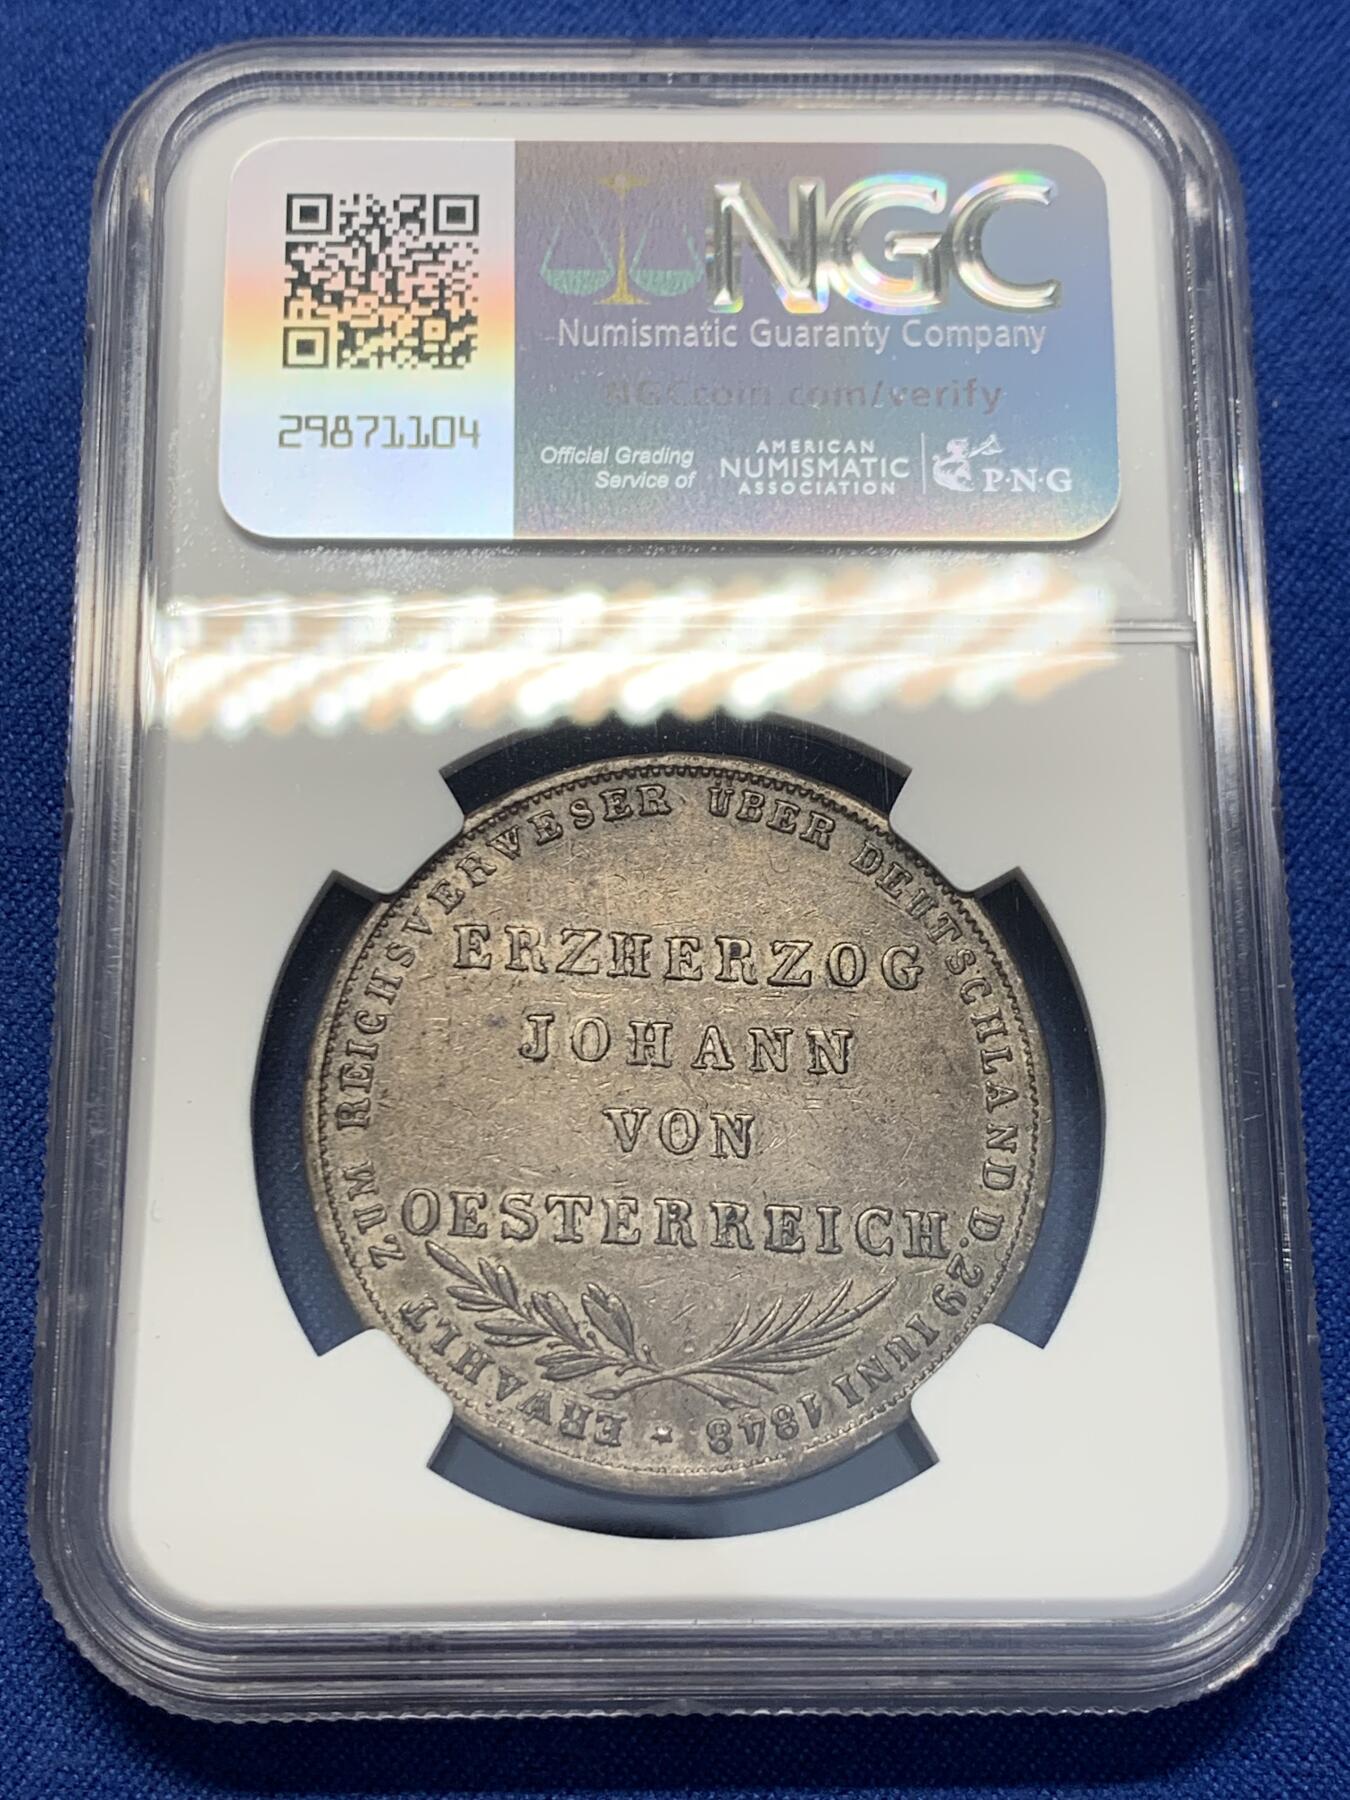 NGC
Numismatic Guaranty Company
NGCcoin.com/verify
29871104
Official Grading
Service of
AMERICAN
NUMISMATIC
ASSOCIATION
P·N·G
ERWÄHLT ZUM REICHSVERWESER ÜBER DEUTSCHLAND D. 29 IUNI 1848
ERZHERZOG
JOHANN
VON
OESTERREICH